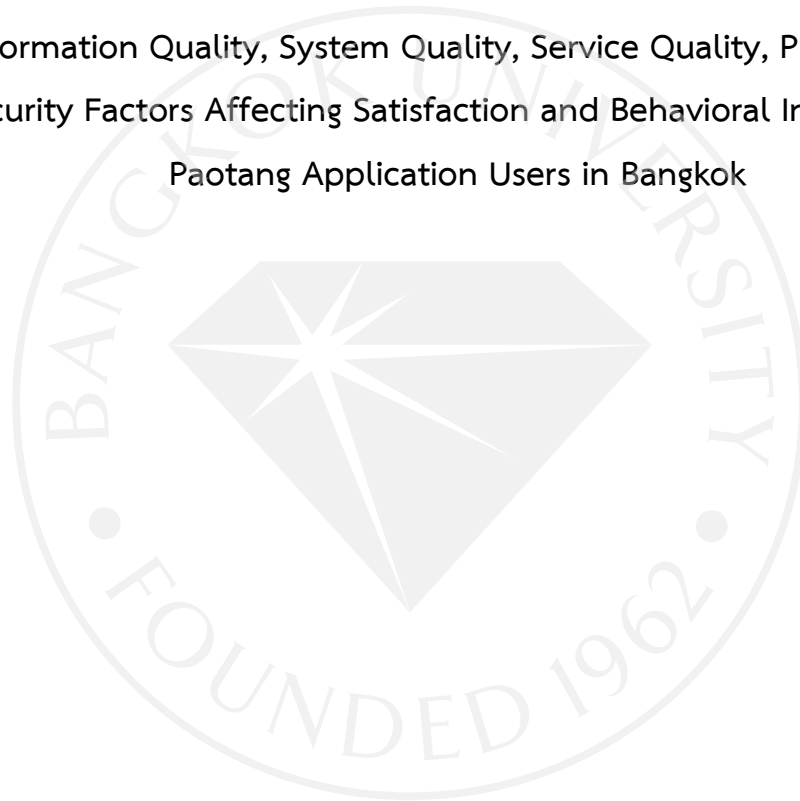 ormation Quality, System Quality, Service Quality, P
curity Factors Affecting Satisfaction and Behavioral In
Paotang Application Users in Bangkok
BANGKOK UNIVERSITY
FOUNDED 1962